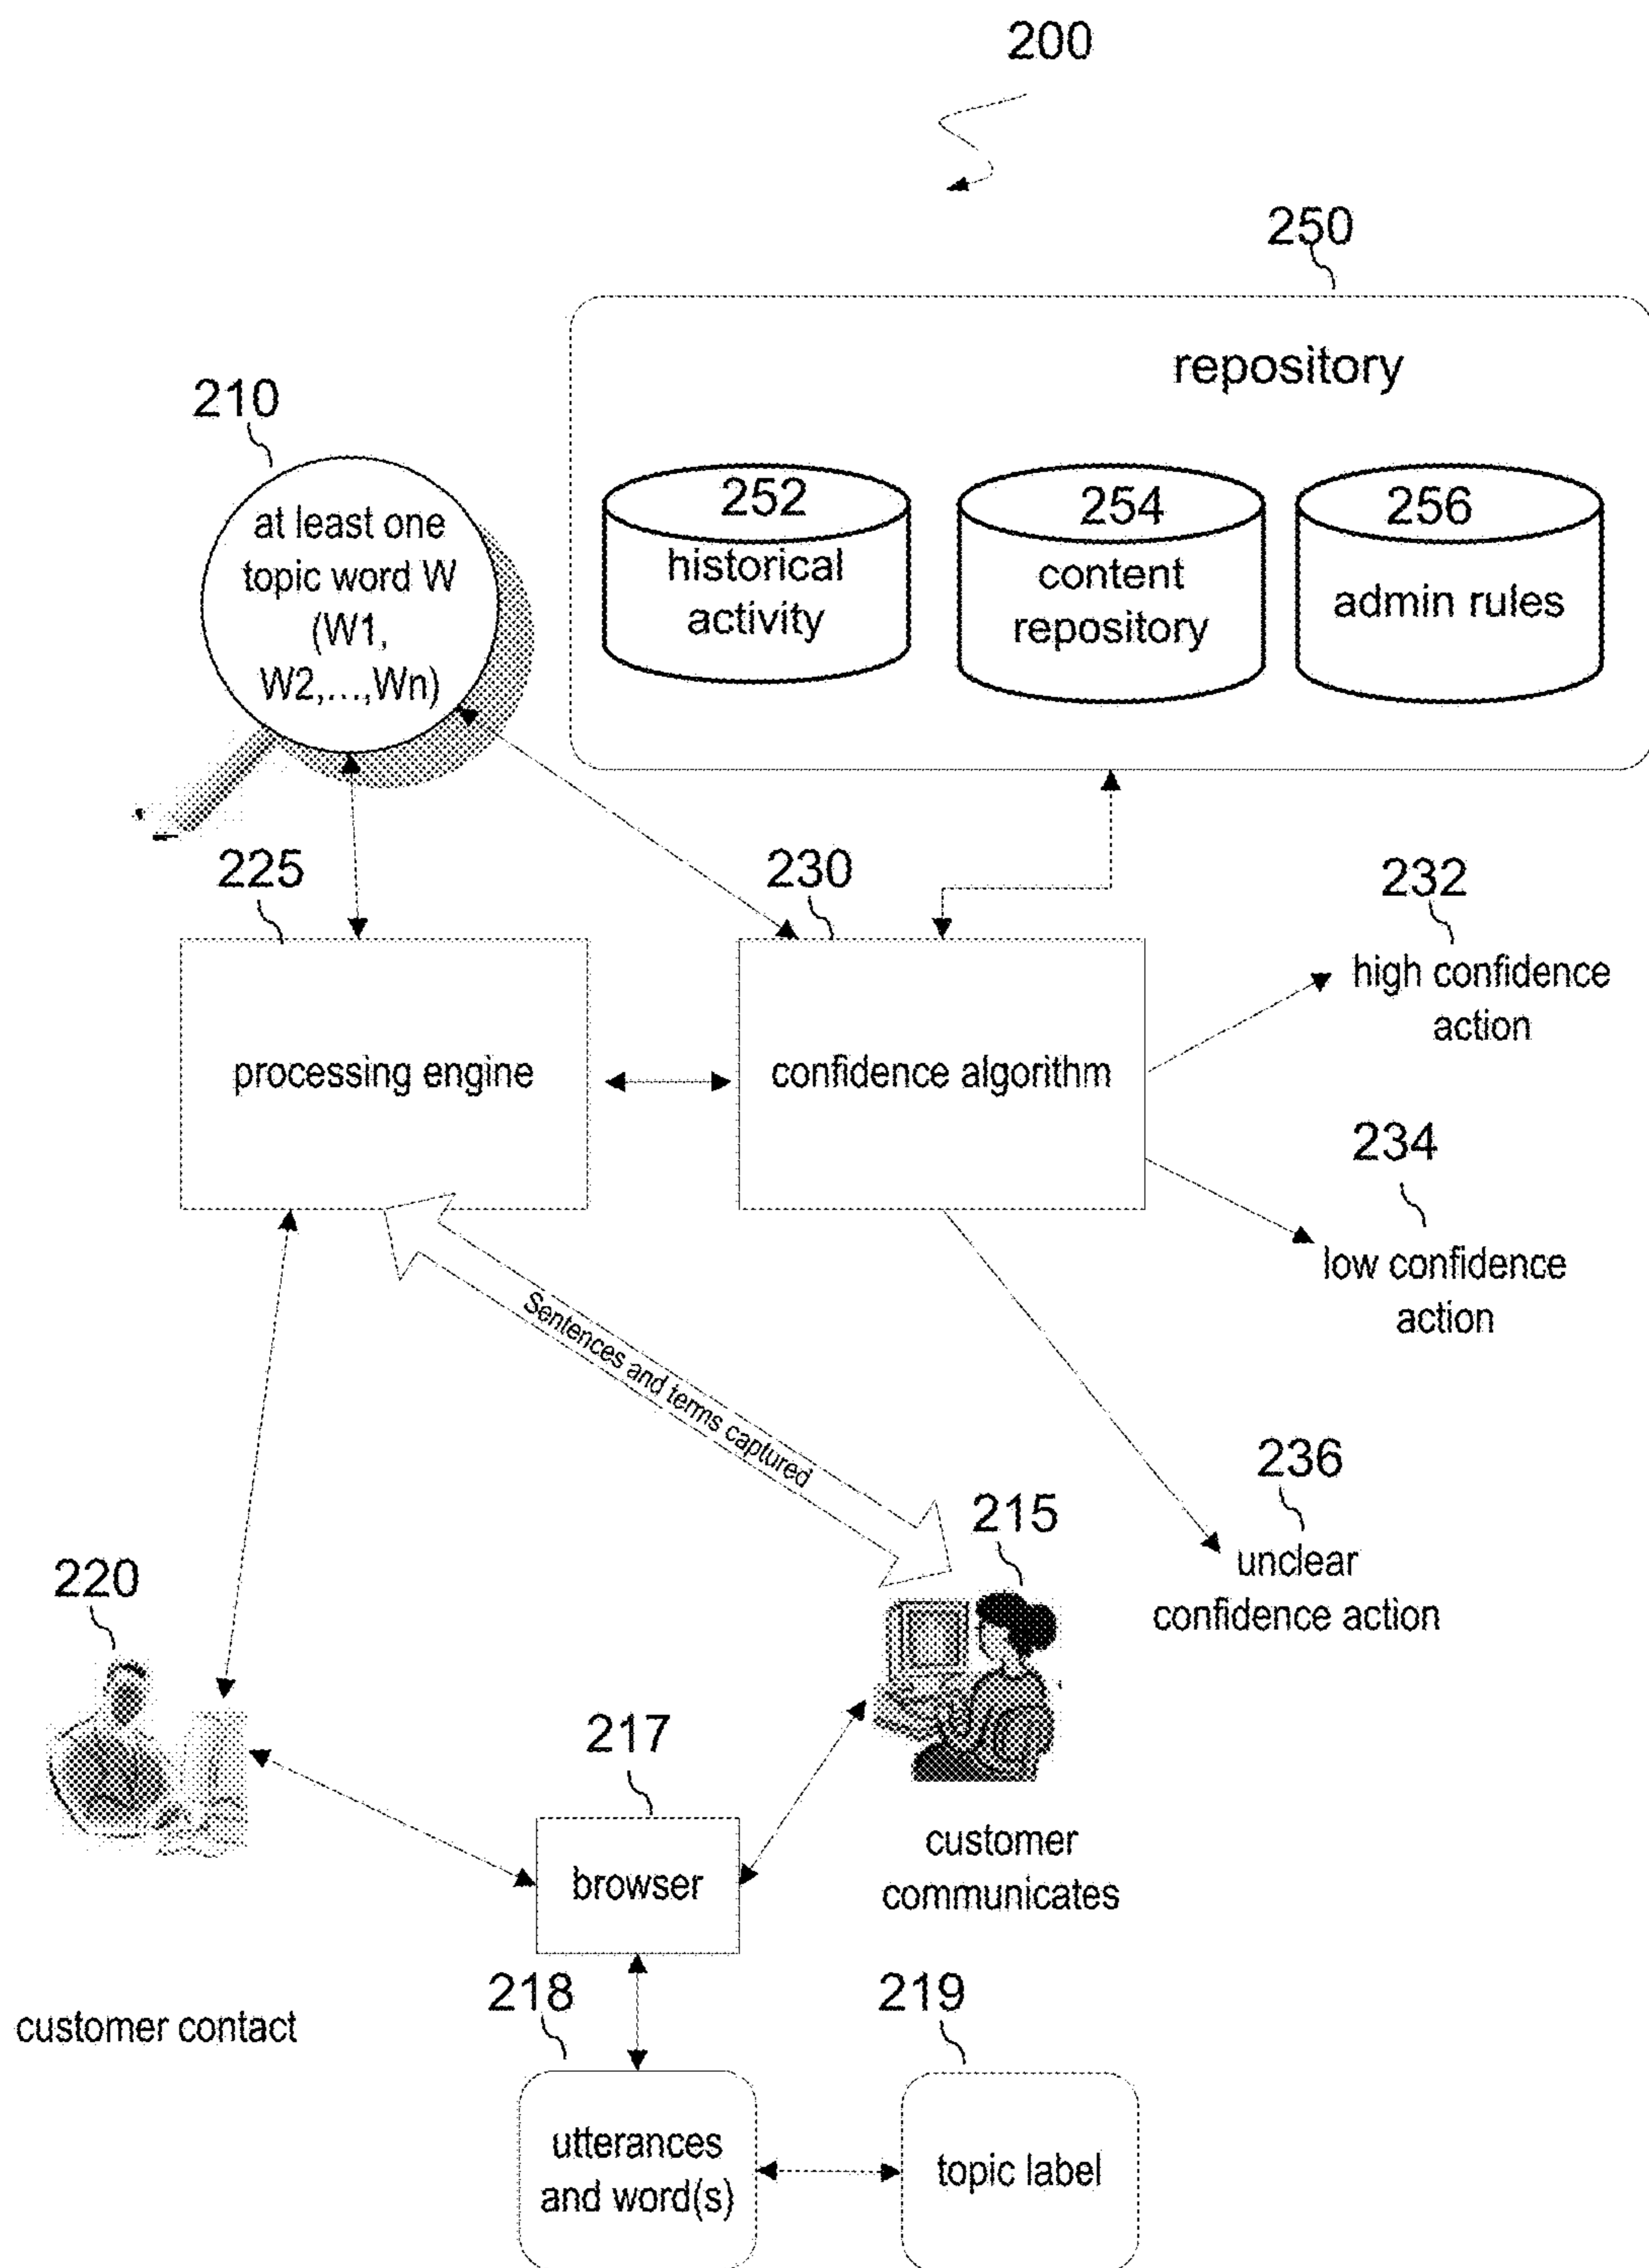 200
250
repository
210
at least one
topic word W
(W1,
W2,...,Wn)
252
historical
activity
254
content
repository
256
admin rules
225
230
232
high confidence
action
processing engine
confidence algorithm
234
low confidence
action
Sentences and terms captured
236
unclear
confidence action
215
220
217
customer
communicates
browser
customer contact
218
219
utterances
and word(s)
topic label